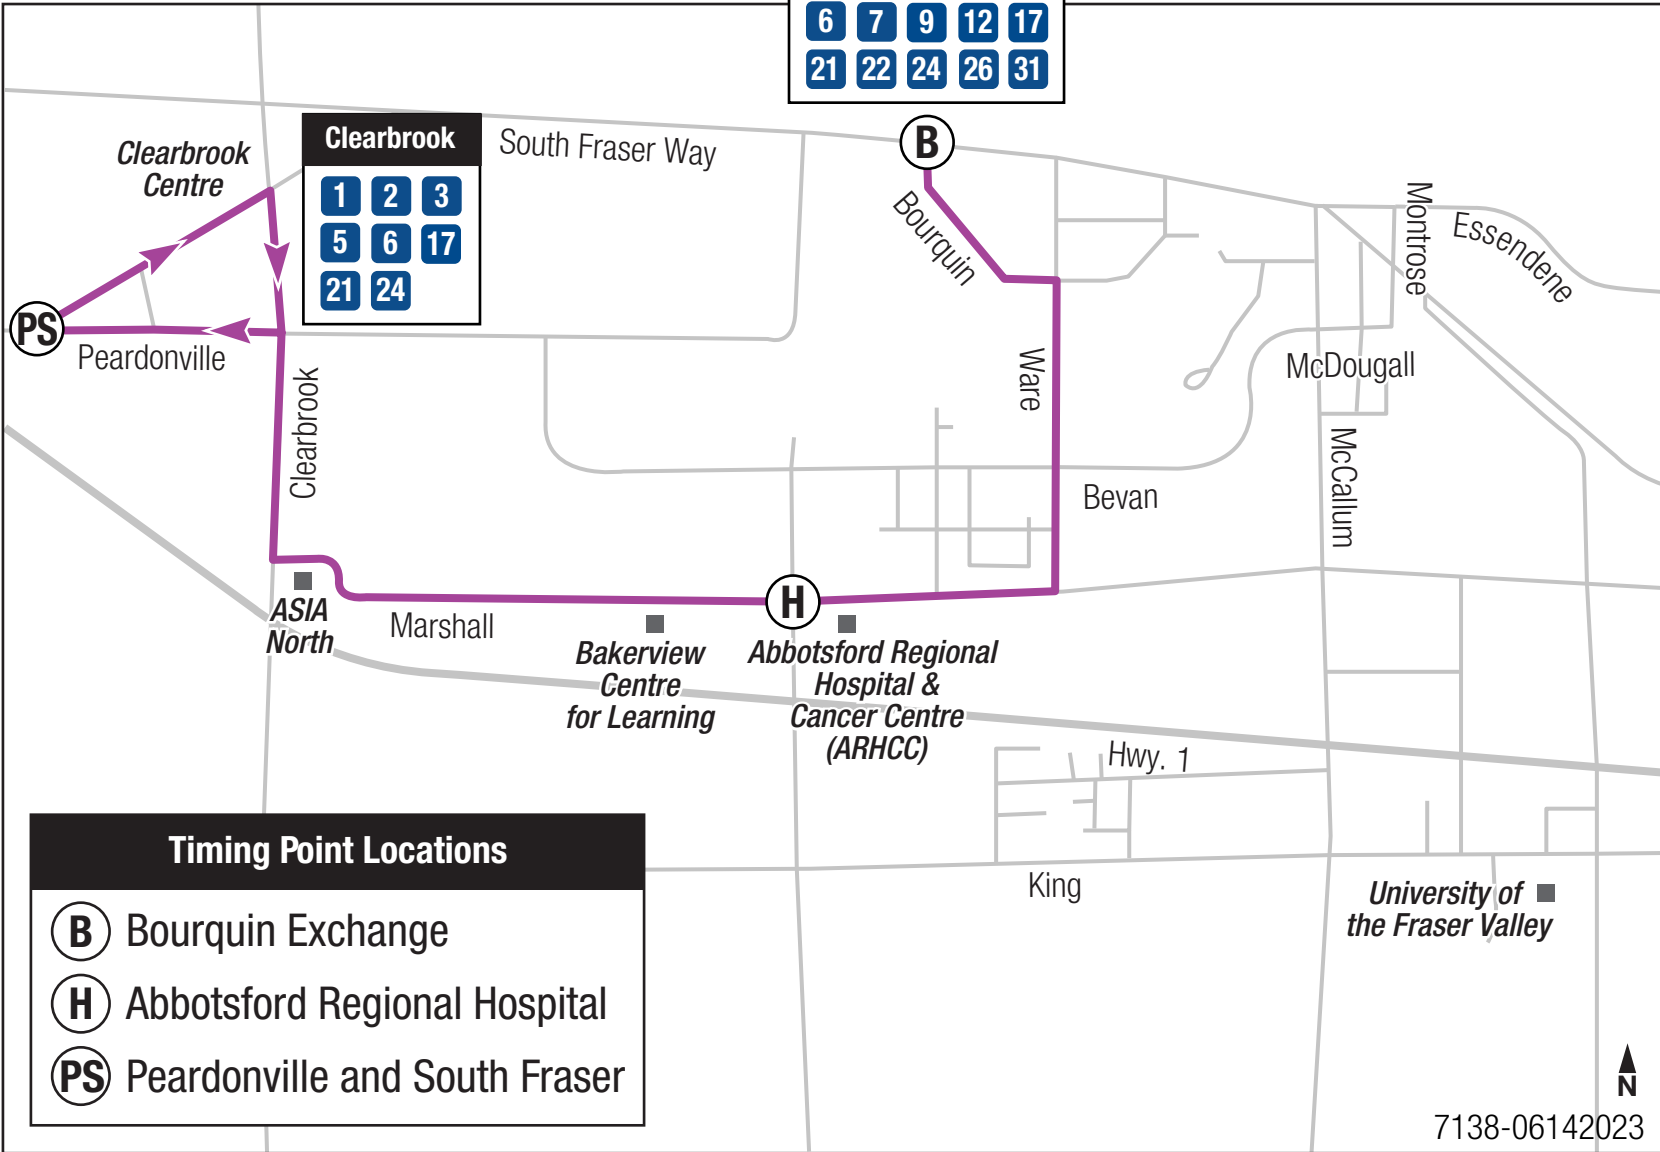 6 7 9 12 17
21 22 24 26 31
B
Clearbrook
Centre
Clearbrook
1 2 3
5 6 17
21 24
South Fraser Way
Bourquin
Montrose
Essendene
PS
Peardonville
Clearbrook
Ware
McDougall
McCallum
Bevan
H
ASIA
North
Marshall
Bakerview
Centre
for Learning
Abbotsford Regional
Hospital &
Cancer Centre
(ARHCC)
Hwy. 1
King
University of
the Fraser Valley
Timing Point Locations
B Bourquin Exchange
H Abbotsford Regional Hospital
PS Peardonville and South Fraser
N
7138-06142023